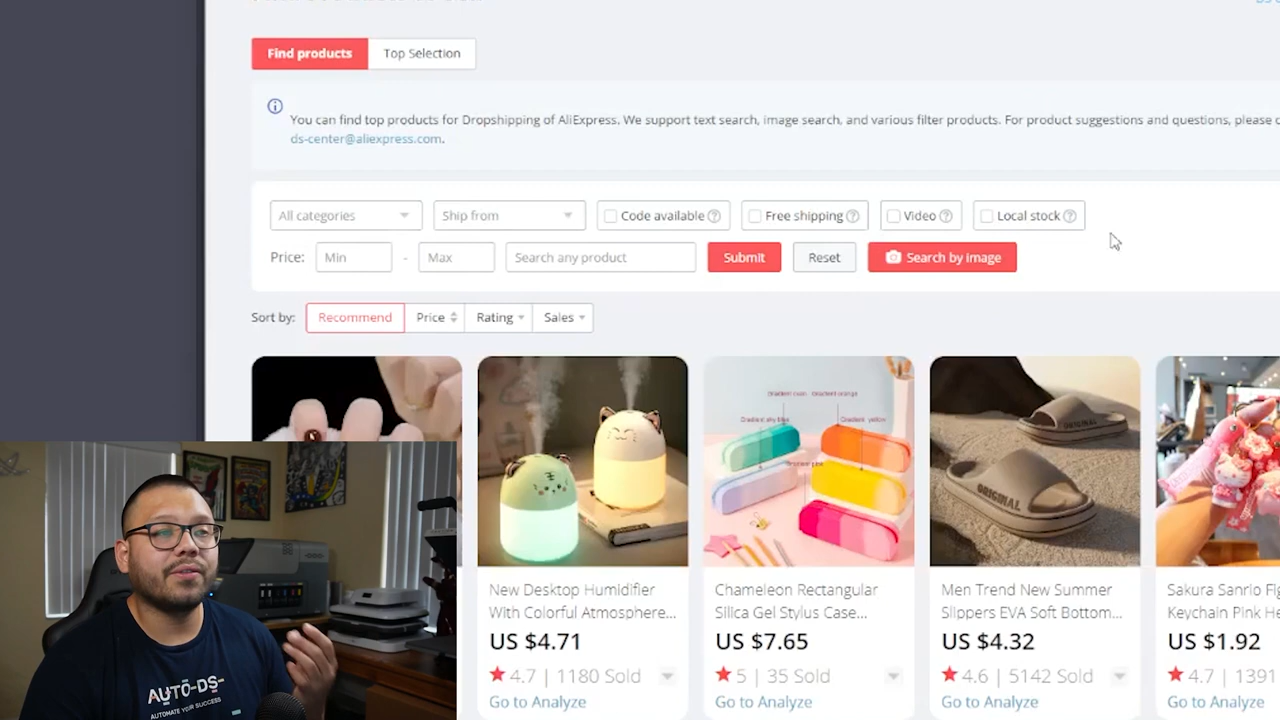 Find products
Top Selection
You can find top products for Dropshipping of AliExpress. We support text search, image search, and various filter products. For product suggestions and questions, please
ds-center@aliexpress.com.
All categories
Ship from
Code available
Free shipping
Video
Local stock
Price:
Min
-
Max
Search any product
Submit
Reset
Search by image
Sort by:
Recommend
Price
Rating
Sales
Gradient yellow
ORIGINAL
ORIGINAL
New Desktop Humidifier
With Colorful Atmosphere...
US $4.71
4.7 | 1180 Sold
Go to Analyze
Chameleon Rectangular
Silica Gel Stylus Case...
US $7.65
5 | 35 Sold
Go to Analyze
Men Trend New Summer
Slippers EVA Soft Bottom...
US $4.32
4.6 | 5142 Sold
Go to Analyze
Sakura Sanrio
Keychain Pink
US $1.92
4.7 | 1391
Go to Analyze
AUTO-DS-
AUTOMATE YOUR SUCCESS